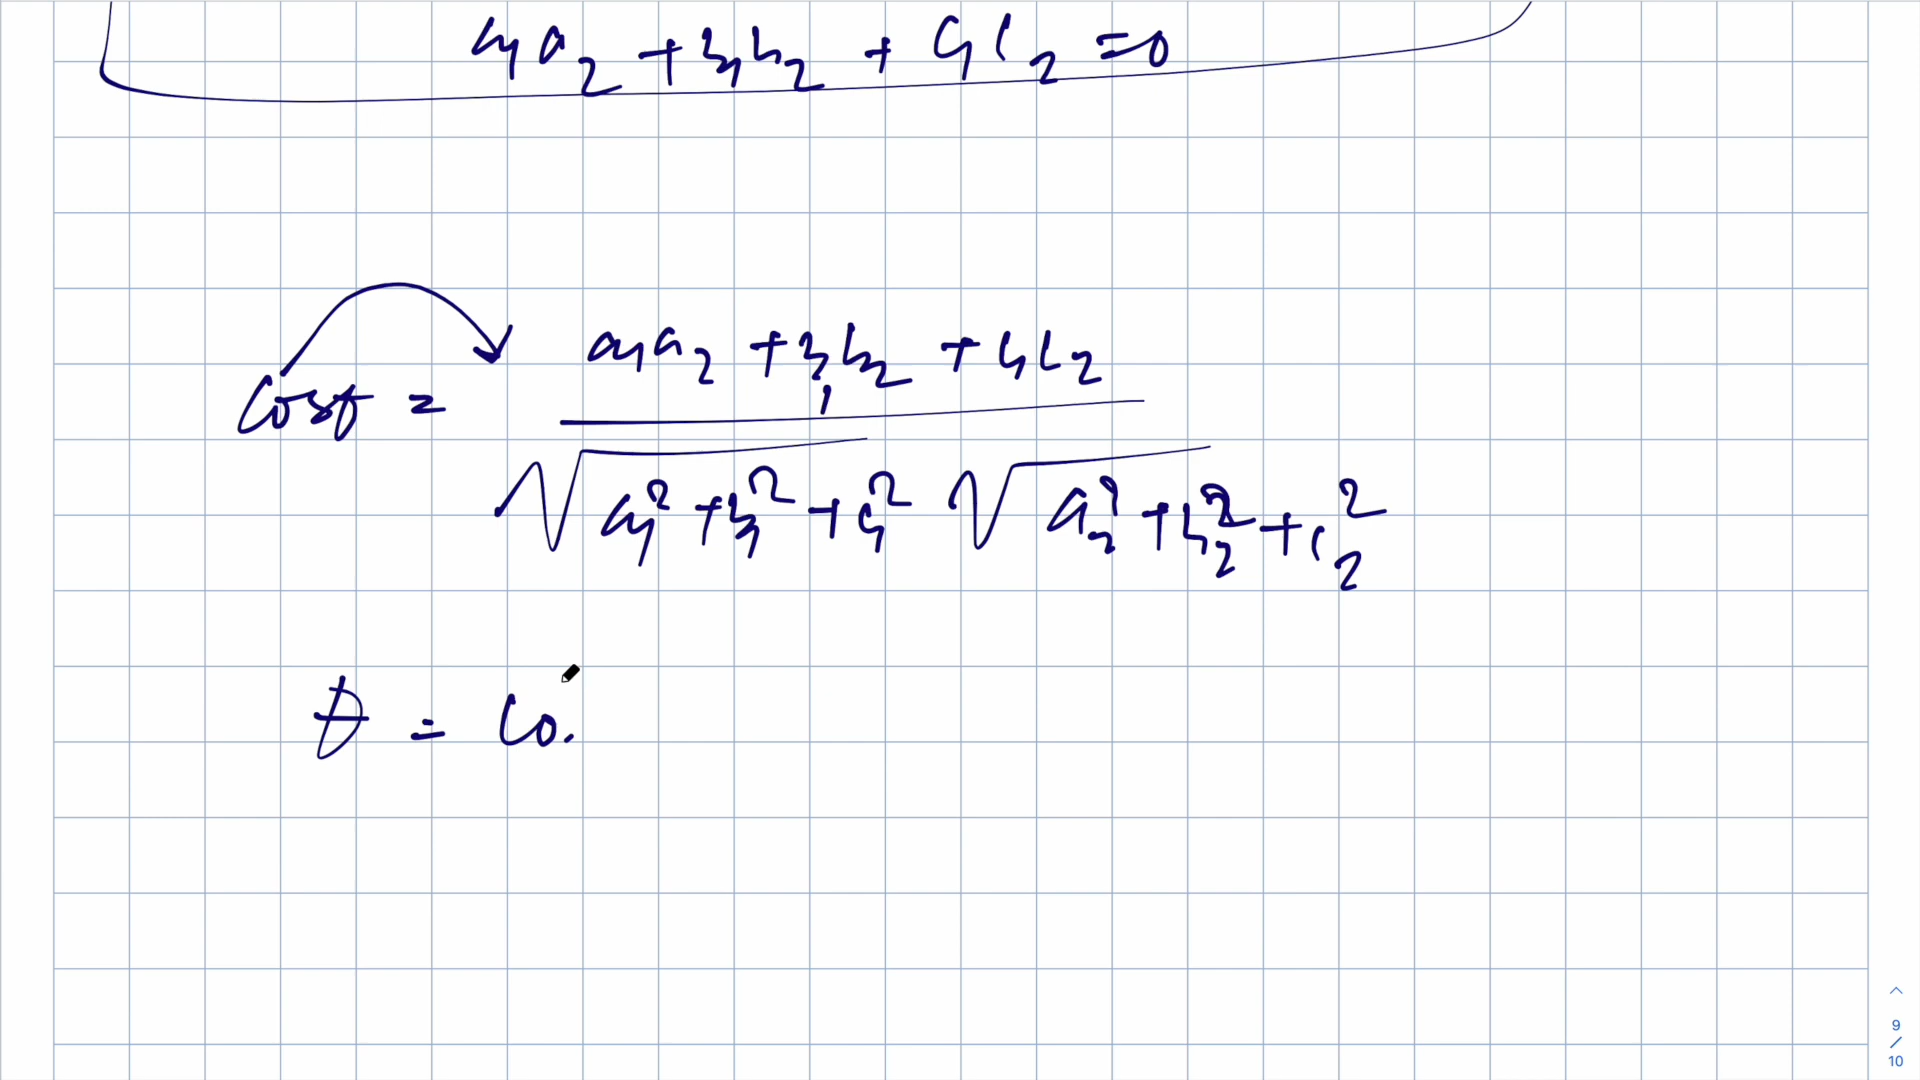 a₁a₂ + b₁b₂ + c₁c₂ = 0
cosθ = (a₁a₂ + b₁b₂ + c₁c₂) / (√(a₁² + b₁² + c₁²) √(a₂² + b₂² + c₂²))
θ = Co.
9
/
10